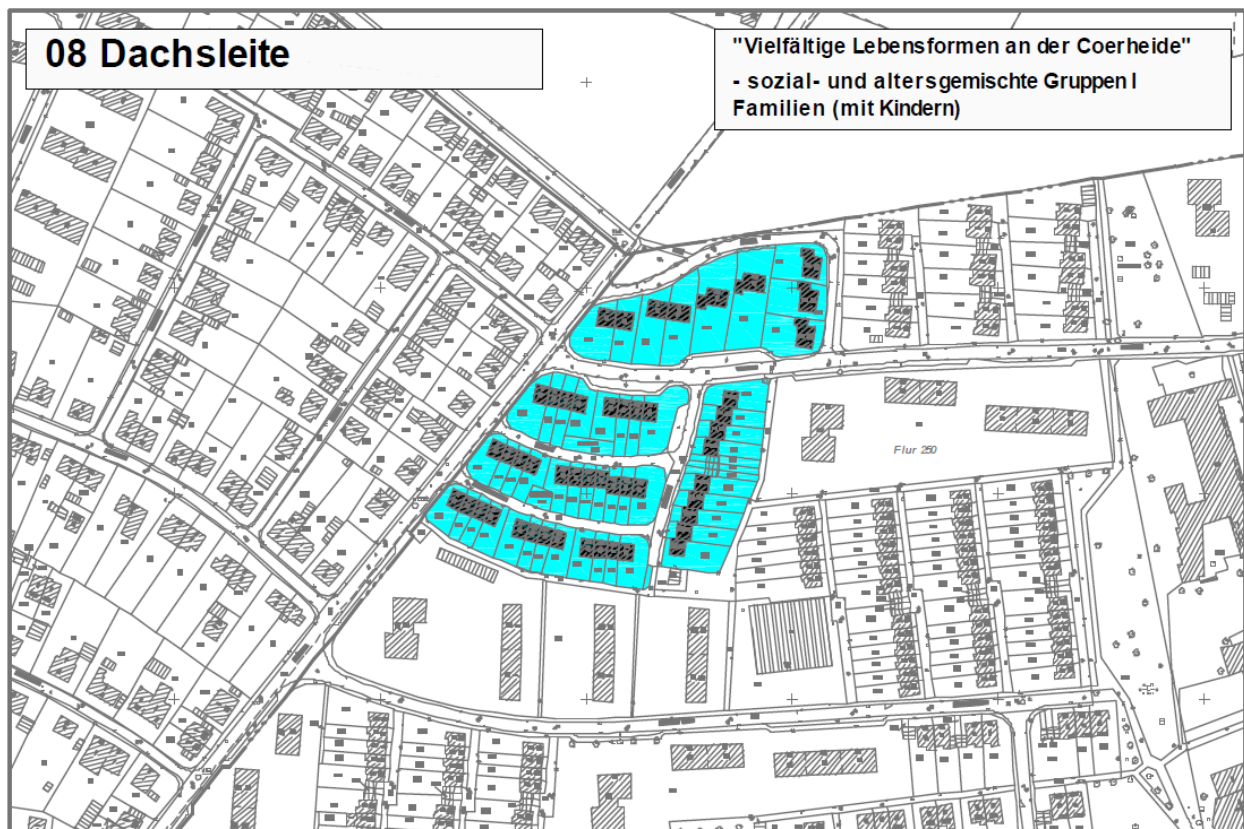 08 Dachsleite
"Vielfältige Lebensformen an der Coerheide"
- sozial- und altersgemischte Gruppen l
Familien (mit Kindern)
Flur 250